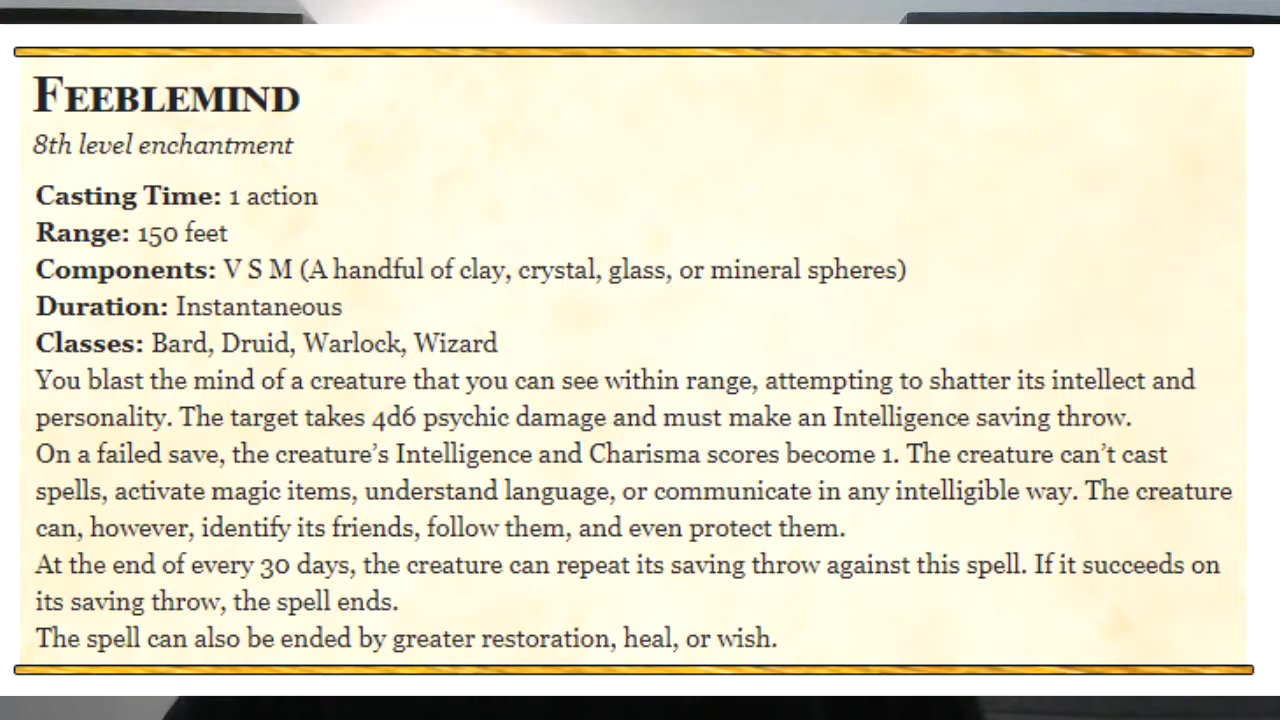 Feeblemind
8th level enchantment
Casting Time: 1 action
Range: 150 feet
Components: V S M (A handful of clay, crystal, glass, or mineral spheres)
Duration: Instantaneous
Classes: Bard, Druid, Warlock, Wizard
You blast the mind of a creature that you can see within range, attempting to shatter its intellect and
personality. The target takes 4d6 psychic damage and must make an Intelligence saving throw.
On a failed save, the creature’s Intelligence and Charisma scores become 1. The creature can’t cast
spells, activate magic items, understand language, or communicate in any intelligible way. The creature
can, however, identify its friends, follow them, and even protect them.
At the end of every 30 days, the creature can repeat its saving throw against this spell. If it succeeds on
its saving throw, the spell ends.
The spell can also be ended by greater restoration, heal, or wish.